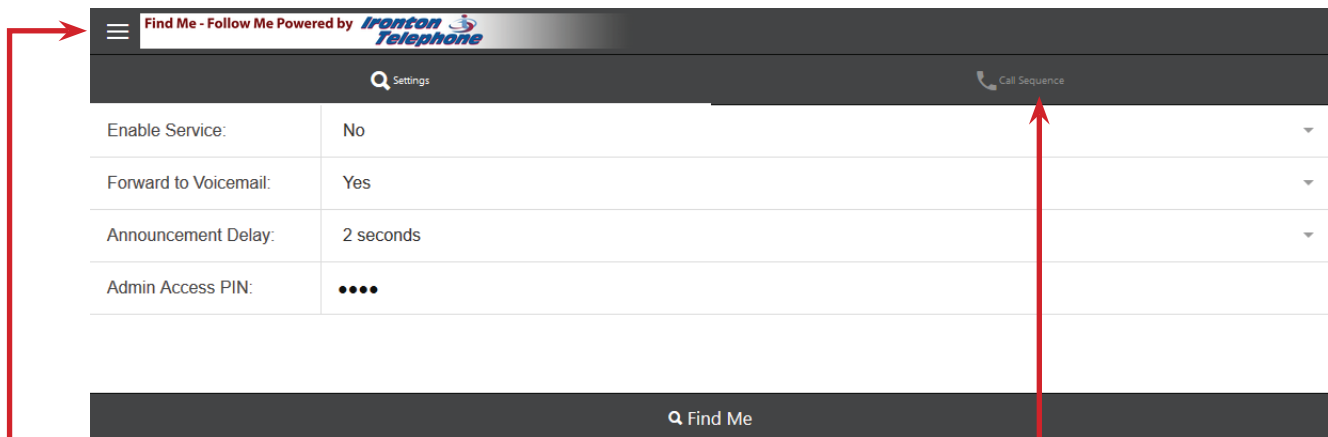 Find Me - Follow Me Powered by Ironton Telephone
Settings Call Sequence
Enable Service: No
Forward to Voicemail: Yes
Announcement Delay: 2 seconds
Admin Access PIN: ••••
Find Me